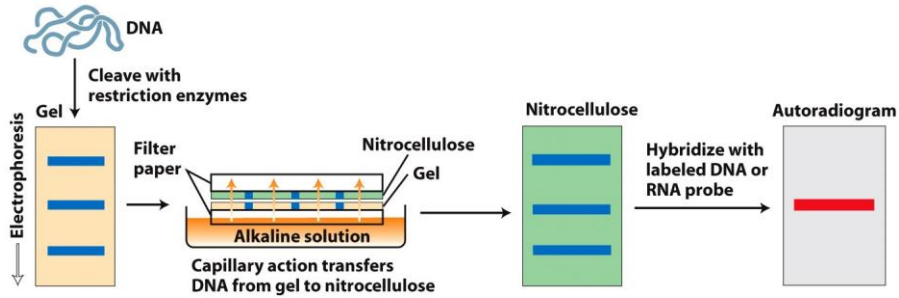 DNA
Cleave with
restriction enzymes
Gel
Electrophoresis
Filter
paper
Nitrocellulose
Gel
Alkaline solution
Capillary action transfers
DNA from gel to nitrocellulose
Nitrocellulose
Hybridize with
labeled DNA or
RNA probe
Autoradiogram